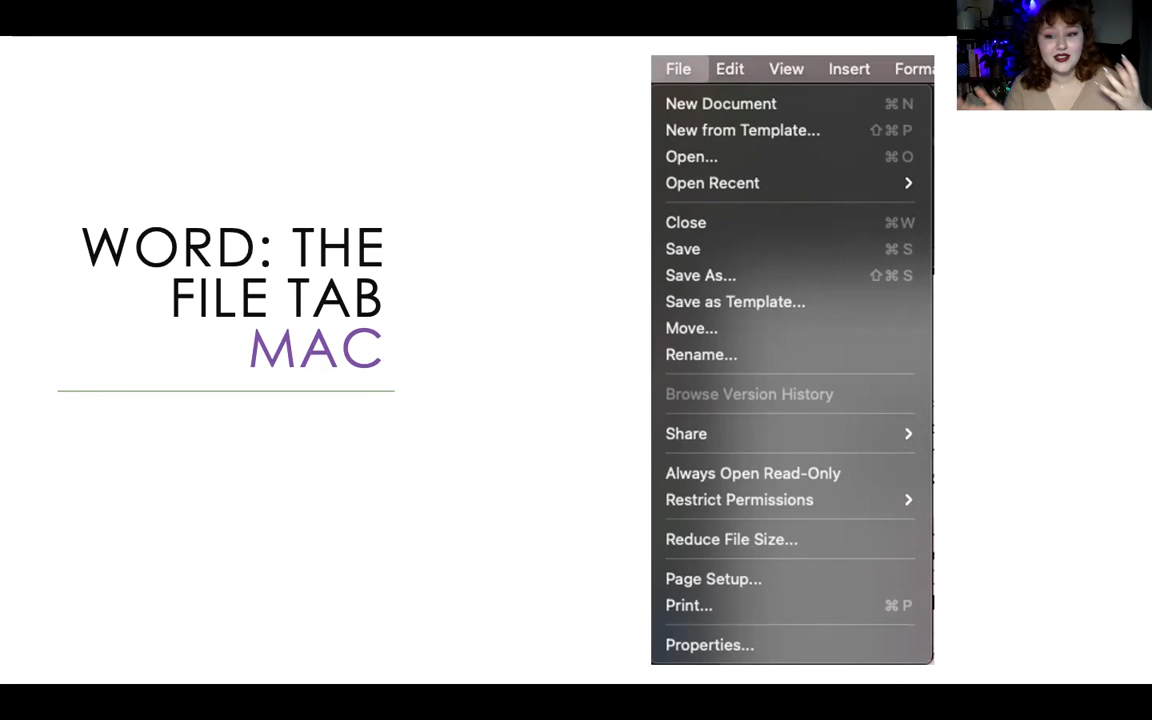 WORD: THE
FILE TAB
MAC
File Edit View Insert Forma
New Document ⌘ N
New from Template... ⇧⌘ P
Open... ⌘ O
Open Recent >
Close ⌘ W
Save ⌘ S
Save As... ⇧⌘ S
Save as Template...
Move...
Rename...
Browse Version History
Share >
Always Open Read-Only
Restrict Permissions >
Reduce File Size...
Page Setup...
Print... ⌘ P
Properties...